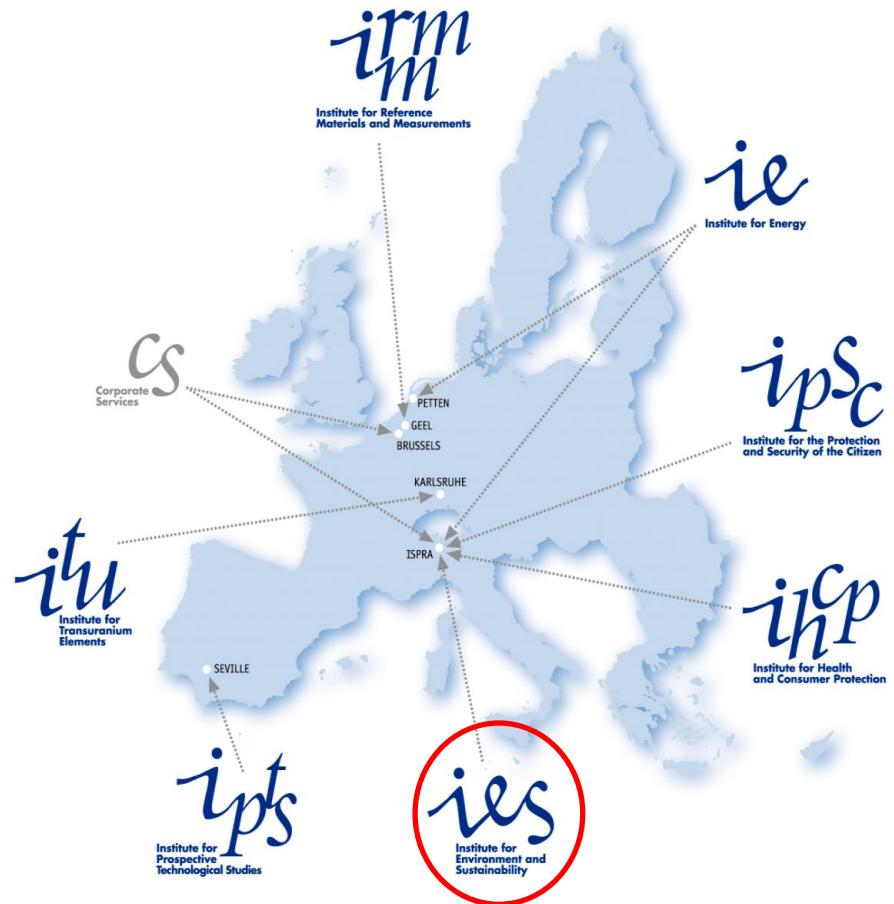 irmm
Institute for Reference
Materials and Measurements
ie
Institute for Energy
cs
Corporate
Services
ipsc
Institute for the Protection
and Security of the Citizen
PETTEN
GEEL
BRUSSELS
KARLSRUHE
ISPRA
itu
Institute for
Transuranium
Elements
ihcp
Institute for Health
and Consumer Protection
SEVILLE
ipts
Institute for
Prospective
Technological Studies
ies
Institute for
Environment and
Sustainability